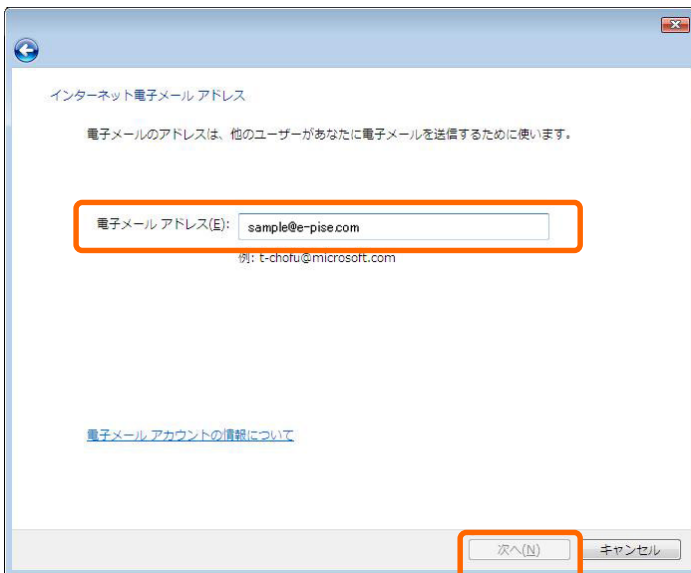 インターネット電子メール アドレス
電子メールのアドレスは、他のユーザーがあなたに電子メールを送信するために使います。
電子メール アドレス(E): sample@e-pise.com
例: t-chofu@microsoft.com
電子メール アカウントの情報について
次へ(N) キャンセル